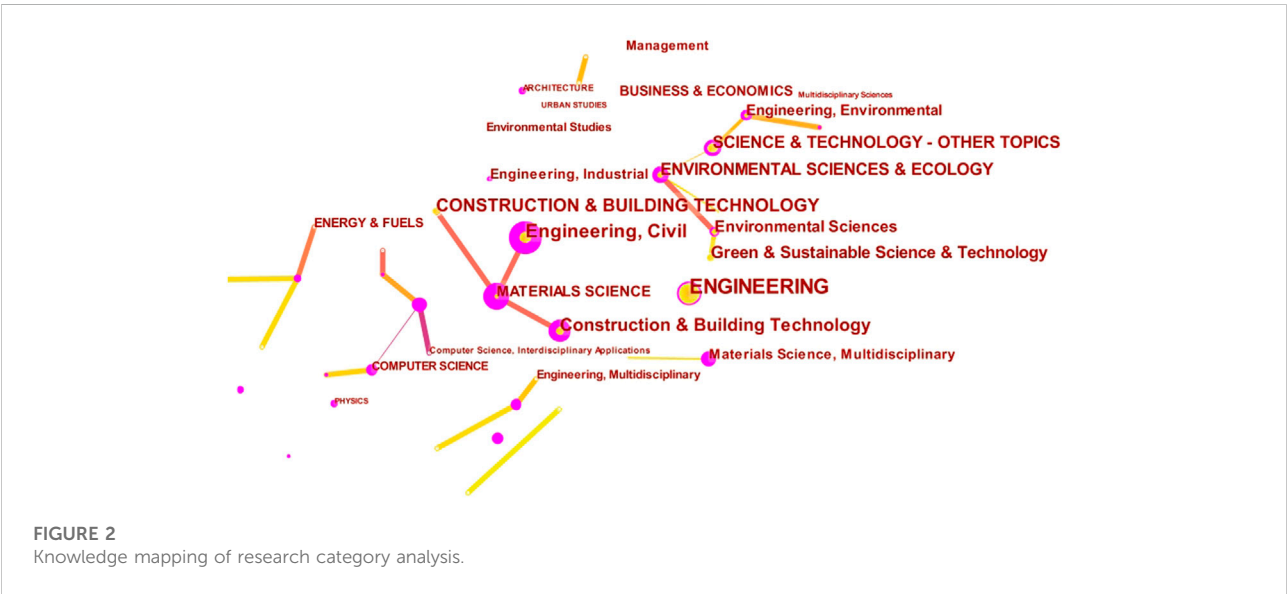 Management
ARCHITECTURE
BUSINESS & ECONOMICS
Multidisciplinary Sciences
URBAN STUDIES
Engineering, Environmental
Environmental Studies
SCIENCE & TECHNOLOGY - OTHER TOPICS
Engineering, Industrial
ENVIRONMENTAL SCIENCES & ECOLOGY
CONSTRUCTION & BUILDING TECHNOLOGY
ENERGY & FUELS
Engineering, Civil
Environmental Sciences
Green & Sustainable Science & Technology
MATERIALS SCIENCE
ENGINEERING
Construction & Building Technology
Computer Science, Interdisciplinary Applications
Materials Science, Multidisciplinary
COMPUTER SCIENCE
Engineering, Multidisciplinary
PHYSICS
FIGURE 2
Knowledge mapping of research category analysis.